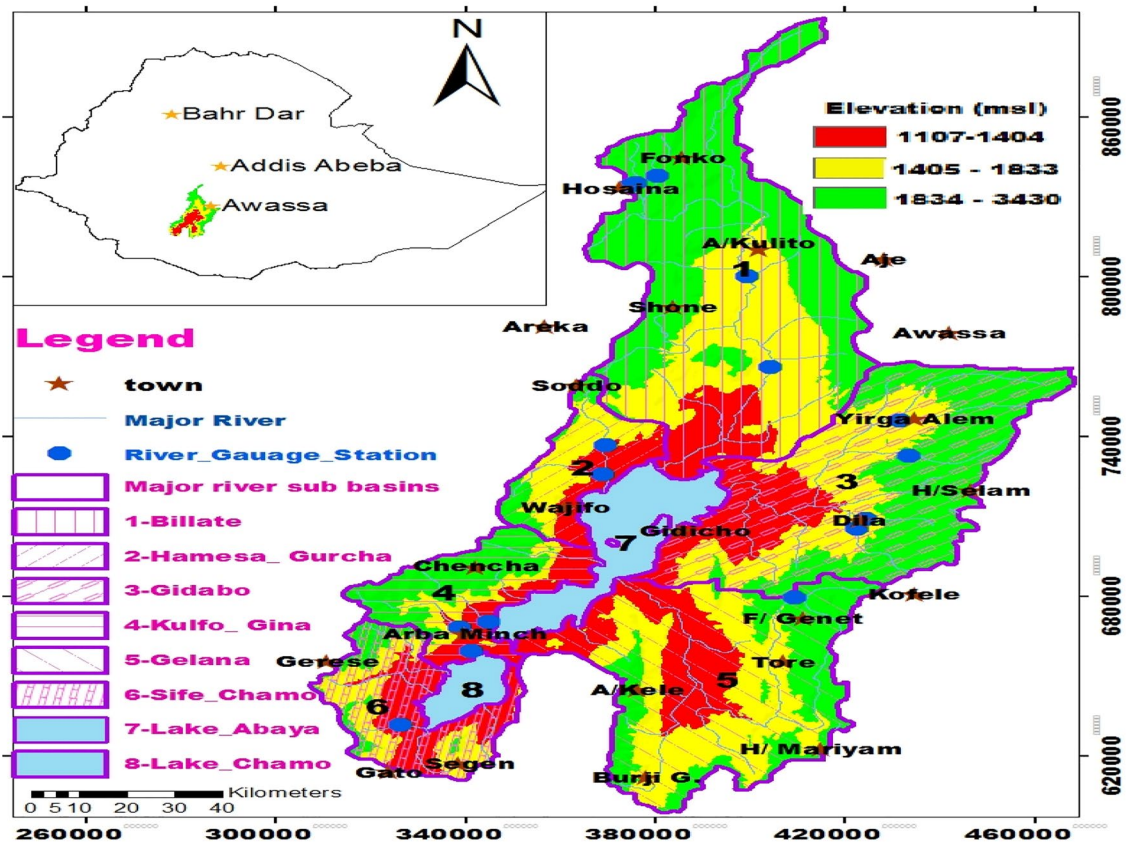 N
Bahr Dar
Addis Abeba
Awassa
Elevation (msl)
1107-1404
1405 - 1833
1834 - 3430
Fonko
Hosaina
A/Kulito
1
Aje
Shone
Areka
Awassa
Soddo
Yirga Alem
2
3
H/Selam
Wajifo
Dila
Gidicho
7
Chencha
4
Kofele
F/ Genet
Arba Minch
Gerese
Tore
A/Kele
8
5
6
H/ Mariyam
Segen
Gato
Burji G.
Legend
town
Major River
River_Gauage_Station
Major river sub basins
1-Billate
2-Hamesa_ Gurcha
3-Gidabo
4-Kulfo_ Gina
5-Gelana
6-Sife_Chamo
7-Lake_Abaya
8-Lake_Chamo
Kilometers
0 5 10 20 30 40
260000 300000 340000 380000 420000 460000
860000
800000
740000
680000
620000